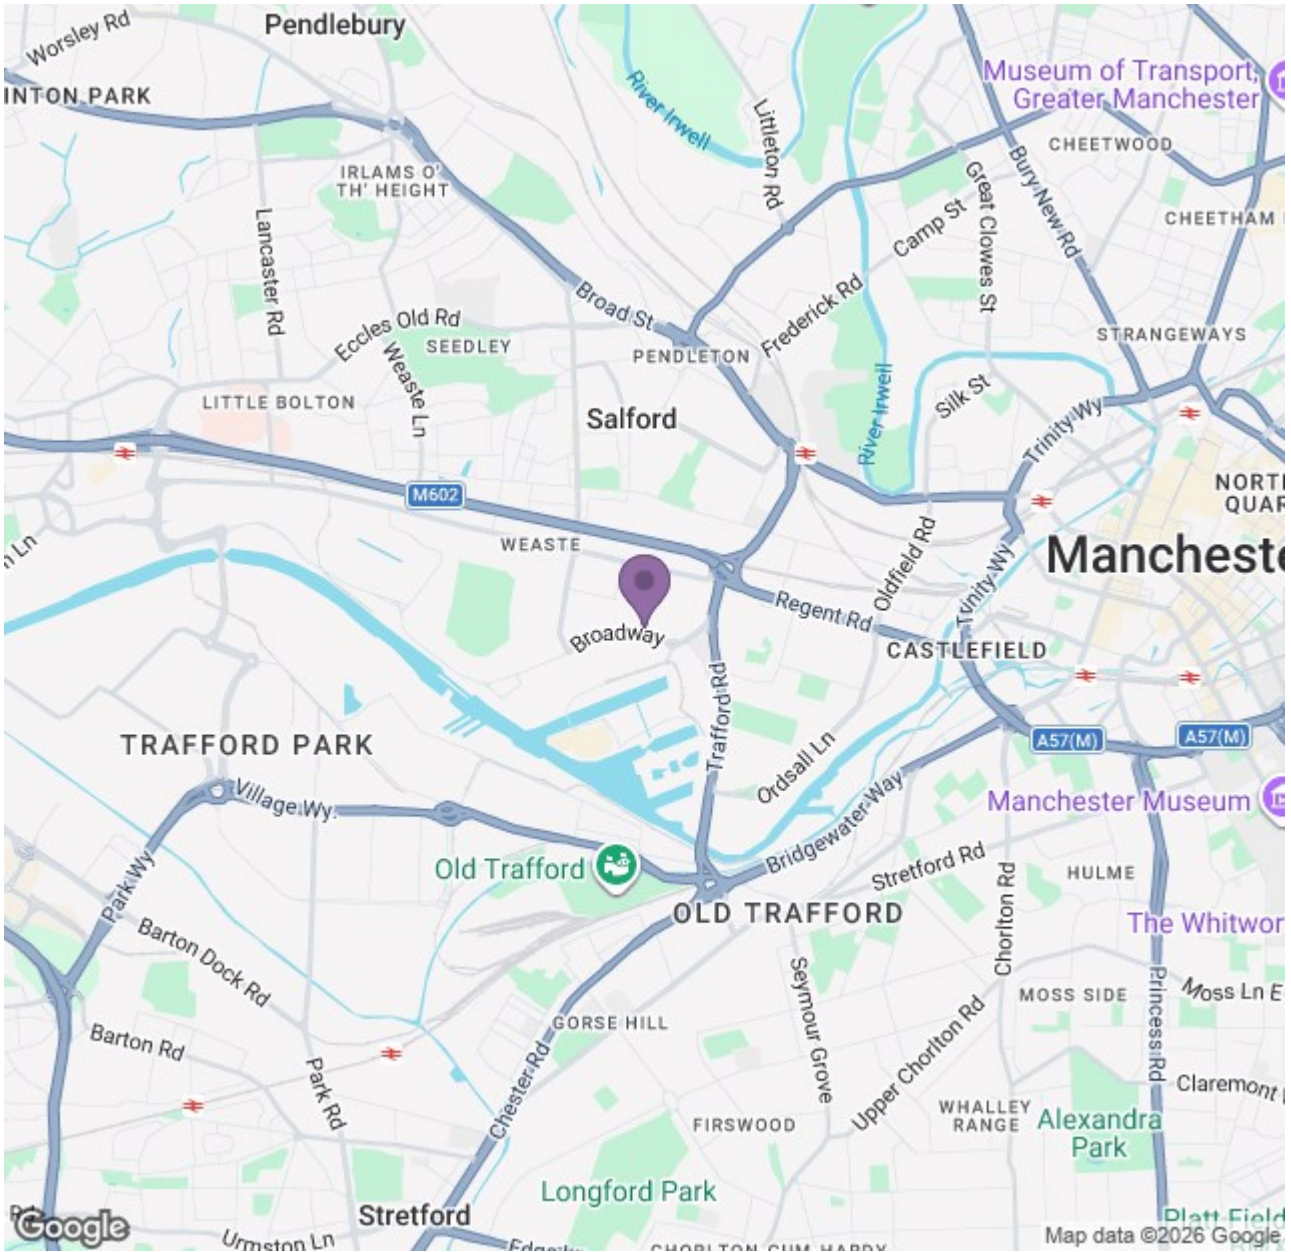 Pendlebury
Worsley Rd
INTON PARK
River Irwell
Littleton Rd
Museum of Transport,
Greater Manchester
CHEETWOOD
IRLAMS O'
TH' HEIGHT
Bury New Rd
Great Clowes St
Camp St
CHEETHAM
Lancaster Rd
Broad St
Frederick Rd
Eccles Old Rd
SEEDLEY
PENDLETON
STRANGEWAYS
Weaste Ln
LITTLE BOLTON
Salford
River Irwell
Silk St
Trinity Wy
M602
NORT
QUAR
WEASTE
Oldfield Rd
Trinity Wy
Mancheste
Regent Rd
Broadway
CASTLEFIELD
Trafford Rd
TRAFFORD PARK
A57(M)
A57(M)
Ordsall Ln
Village Wy.
Bridgewater Way
Manchester Museum
Old Trafford
Stretford Rd
HULME
Park Wy
OLD TRAFFORD
Chorlton Rd
The Whitwor
Barton Dock Rd
Seymour Grove
MOSS SIDE
Princess Rd
Moss Ln E
GORSE HILL
Upper Chorlton Rd
Barton Rd
Park Rd
Chester Rd
Claremont
FIRSWOOD
WHALLEY
RANGE
Alexandra
Park
Longford Park
Stretford
Platt Field
Google
Urmston Ln
CHORLTON-CUM-HARDY
Map data ©2026 Google